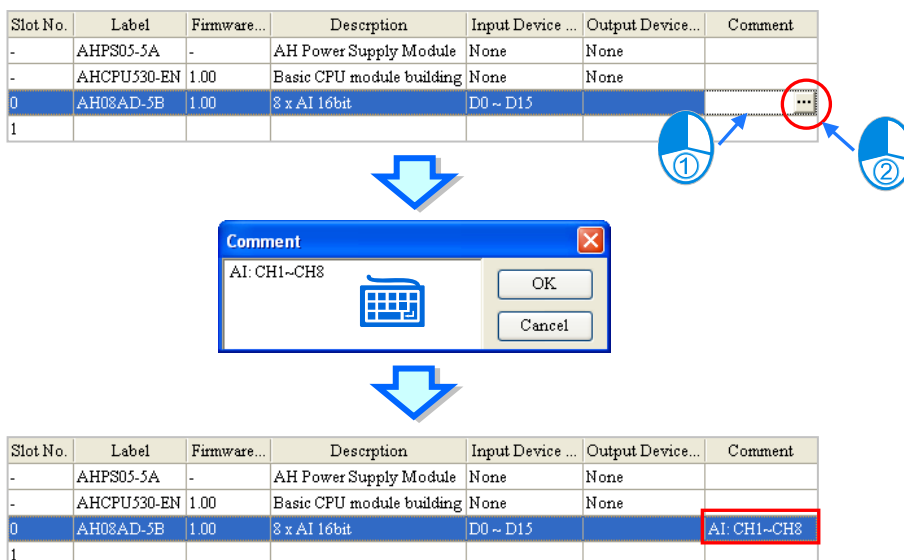 Slot No. Label Firmware... Descrption Input Device ... Output Device... Comment
- AHPS05-5A - AH Power Supply Module None None
- AHCPU530-EN 1.00 Basic CPU module building None None
0 AH08AD-5B 1.00 8 x AI 16bit D0 ~ D15 ...
1
① ②
Comment
AI: CH1~CH8
OK
Cancel
Slot No. Label Firmware... Descrption Input Device ... Output Device... Comment
- AHPS05-5A - AH Power Supply Module None None
- AHCPU530-EN 1.00 Basic CPU module building None None
0 AH08AD-5B 1.00 8 x AI 16bit D0 ~ D15 AI: CH1~CH8
1